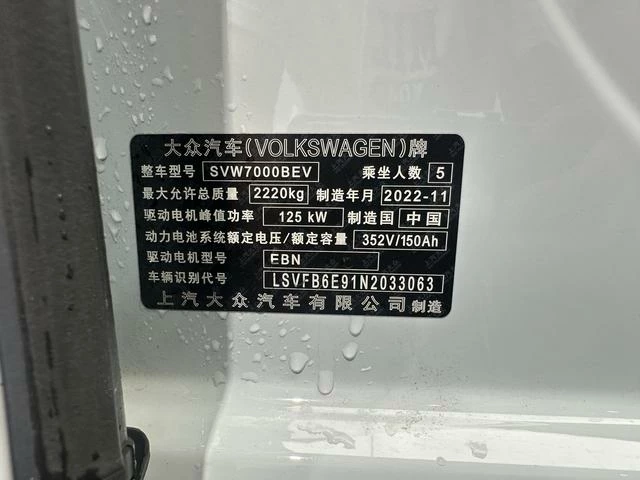 大众汽车(VOLKSWAGEN)牌
整车型号 SVW7000BEV 乘坐人数 5
最大允许总质量 2220kg 制造年月 2022-11
驱动电机峰值功率 125 kW 制造国 中国
动力电池系统额定电压/额定容量 352V/150Ah
驱动电机型号 EBN
车辆识别代号 LSVFB6E91N2033063
上汽大众汽车有限公司 制造